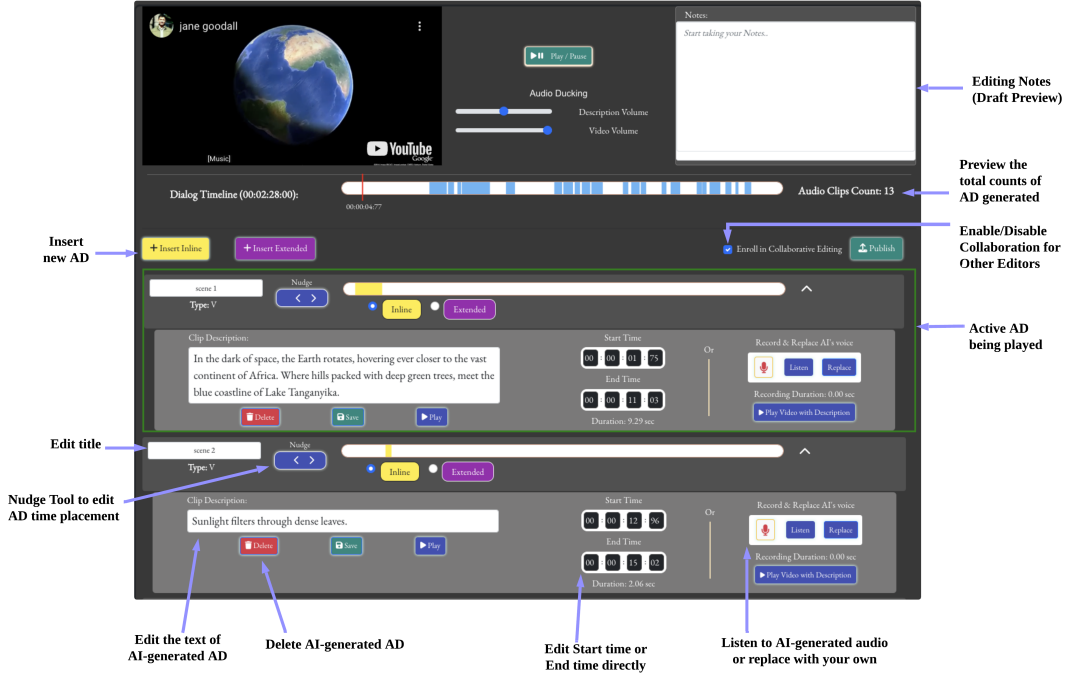 jane goodall
[Music]
YouTube
Google
Play / Pause
Audio Ducking
Description Volume
Video Volume
Notes:
Start taking your Notes..
Editing Notes
(Draft Preview)
Dialog Timeline (00:02:28:00):
00:00:04:77
Audio Clips Count: 13
Preview the
total counts of
AD generated
Insert
new AD
+ Insert Inline
+ Insert Extended
Enroll in Collaborative Editing
Publish
Enable/Disable
Collaboration for
Other Editors
scene 1
Type: V
Nudge
Inline
Extended
Clip Description:
In the dark of space, the Earth rotates, hovering ever closer to the vast
continent of Africa. Where hills packed with deep green trees, meet the
blue coastline of Lake Tanganyika.
Delete
Save
Play
Start Time
00 : 00 : 01 : 75
End Time
00 : 00 : 11 : 03
Duration: 9.29 sec
Or
Record & Replace AI's voice
Listen
Replace
Recording Duration: 0.00 sec
Play Video with Description
Active AD
being played
Edit title
scene 2
Type: V
Nudge
Inline
Extended
Nudge Tool to edit
AD time placement
Clip Description:
Sunlight filters through dense leaves.
Delete
Save
Play
Start Time
00 : 00 : 12 : 96
End Time
00 : 00 : 15 : 02
Duration: 2.06 sec
Or
Record & Replace AI's voice
Listen
Replace
Recording Duration: 0.00 sec
Play Video with Description
Edit the text of
AI-generated AD
Delete AI-generated AD
Edit Start time or
End time directly
Listen to AI-generated audio
or replace with your own